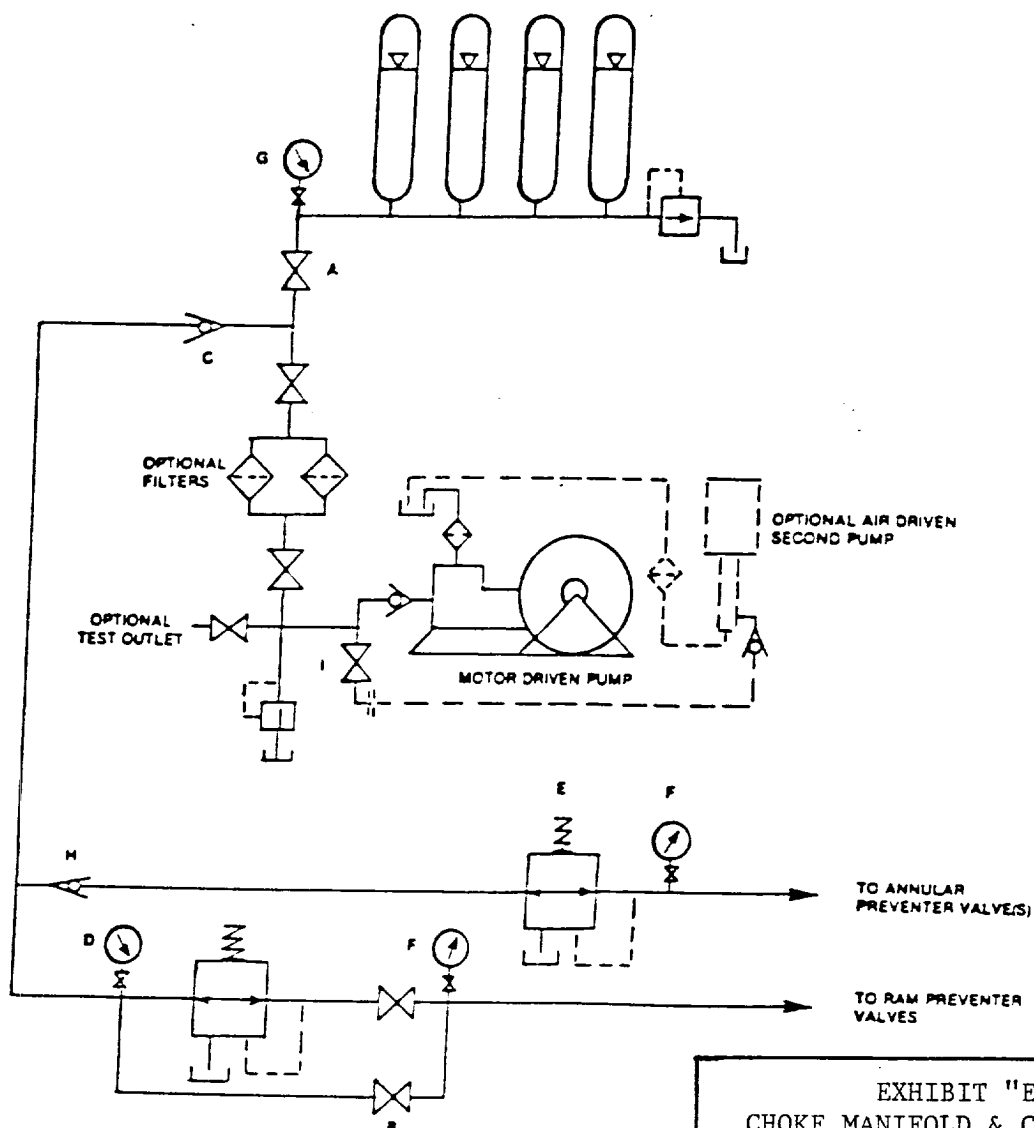 G
A
C
OPTIONAL
FILTERS
OPTIONAL AIR DRIVEN
SECOND PUMP
OPTIONAL
TEST OUTLET
I
MOTOR DRIVEN PUMP
E
F
H
TO ANNULAR
PREVENTER VALVE(S)
D
F
TO RAM PREVENTER
VALVES
EXHIBIT "E
CHOKE MANIFOLD & C